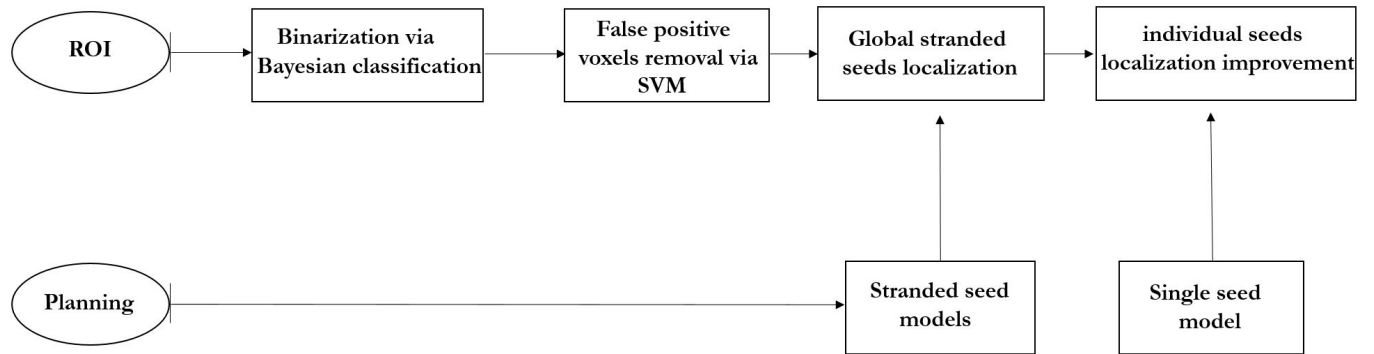 ROI
Binarization via
Bayesian classification
False positive
voxels removal via
SVM
Global stranded
seeds localization
individual seeds
localization improvement
Planning
Stranded seed
models
Single seed
model